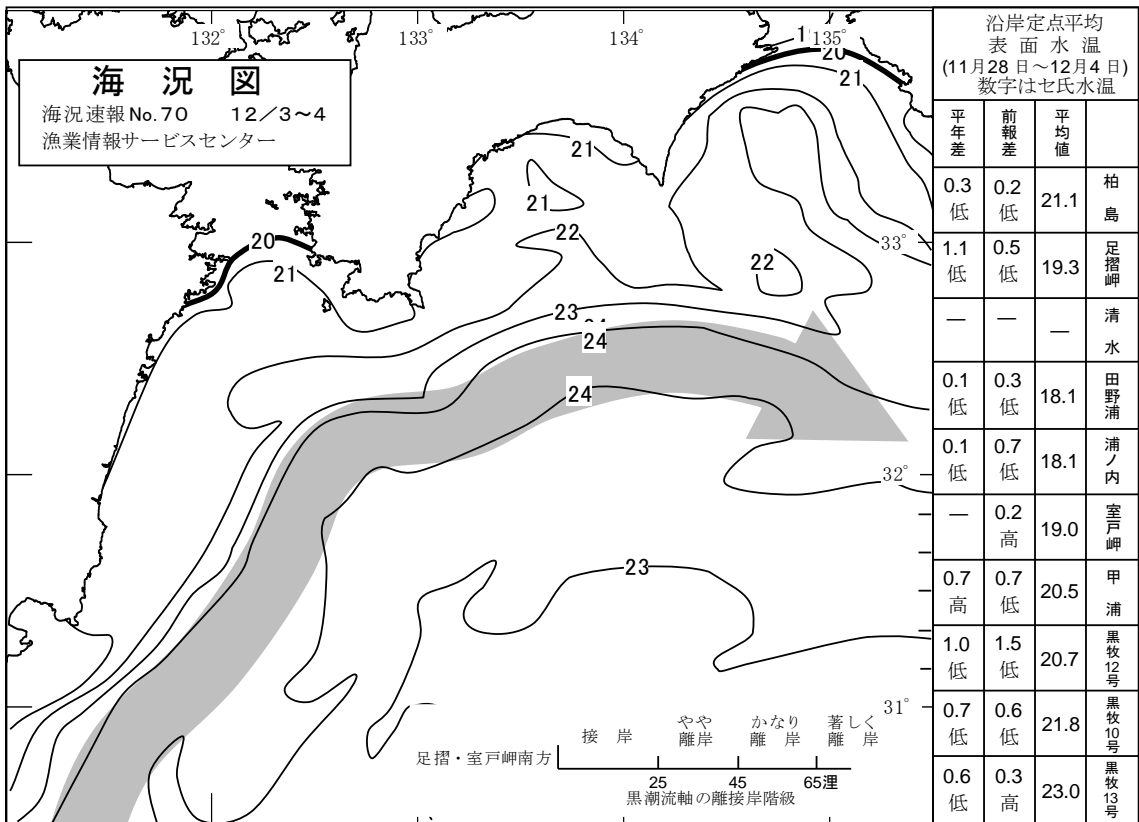 海 況 図
海況速報No.70 12/3~4
漁業情報サービスセンター
132°
133°
134°
135°
20
21
21
21
20
22
33°
21
22
23
24
24
32°
23
31°
足摺・室戸岬南方
接 岸
やや
離岸
かなり
離 岸
著しく
離 岸
25 45 65浬
黒潮流軸の離接岸階級
沿岸定点平均
表 面 水 温
(11月28 日~12月4 日)
数字はセ氏水温
平年差 前報差 平均値
0.3低 0.2低 21.1 柏島
1.1低 0.5低 19.3 足摺岬
— — — 清水
0.1低 0.3低 18.1 田野浦
0.1低 0.7低 18.1 浦ノ内
— 0.2高 19.0 室戸岬
0.7高 0.7低 20.5 甲浦
1.0低 1.5低 20.7 黒牧12号
0.7低 0.6低 21.8 黒牧10号
0.6低 0.3高 23.0 黒牧13号